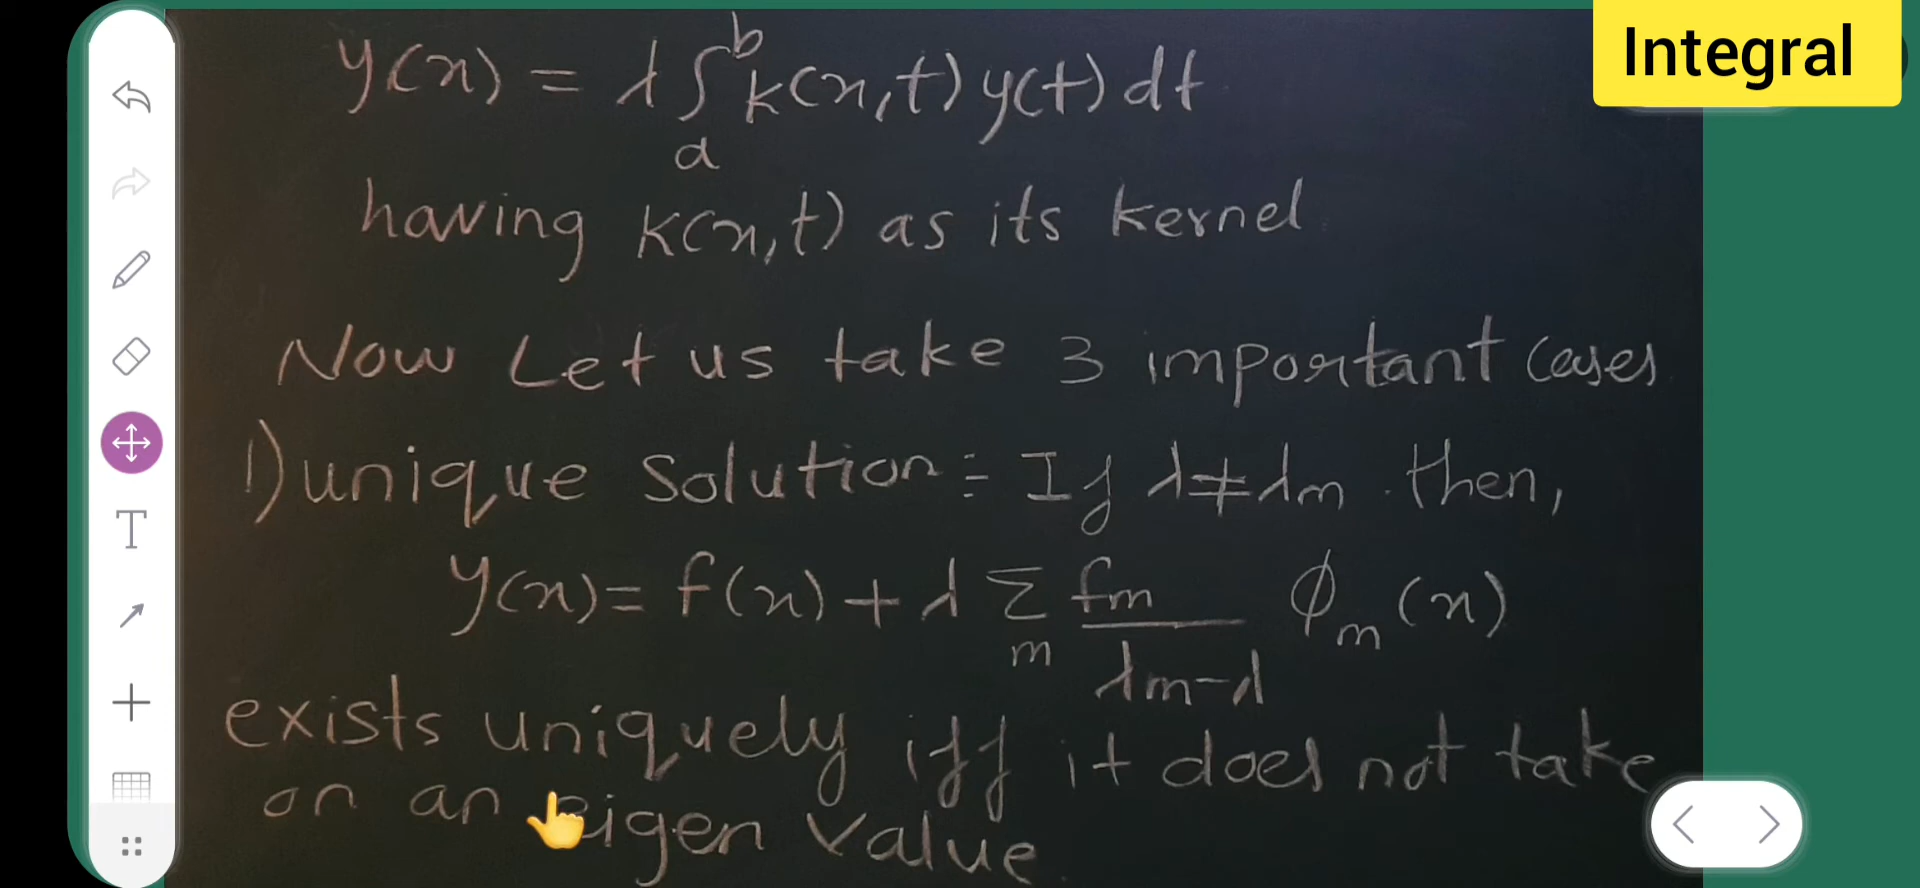 Integral
y(x) = λ ∫_a^b k(x,t) y(t) dt
having k(x,t) as its kernel
Now Let us take 3 important cases
1) unique solution:- If λ ≠ λm then,
y(x) = f(x) + λ Σ_m fm/(λm-λ) ϕ_m(x)
exists uniquely iff it does not take
on an eigen value.
T